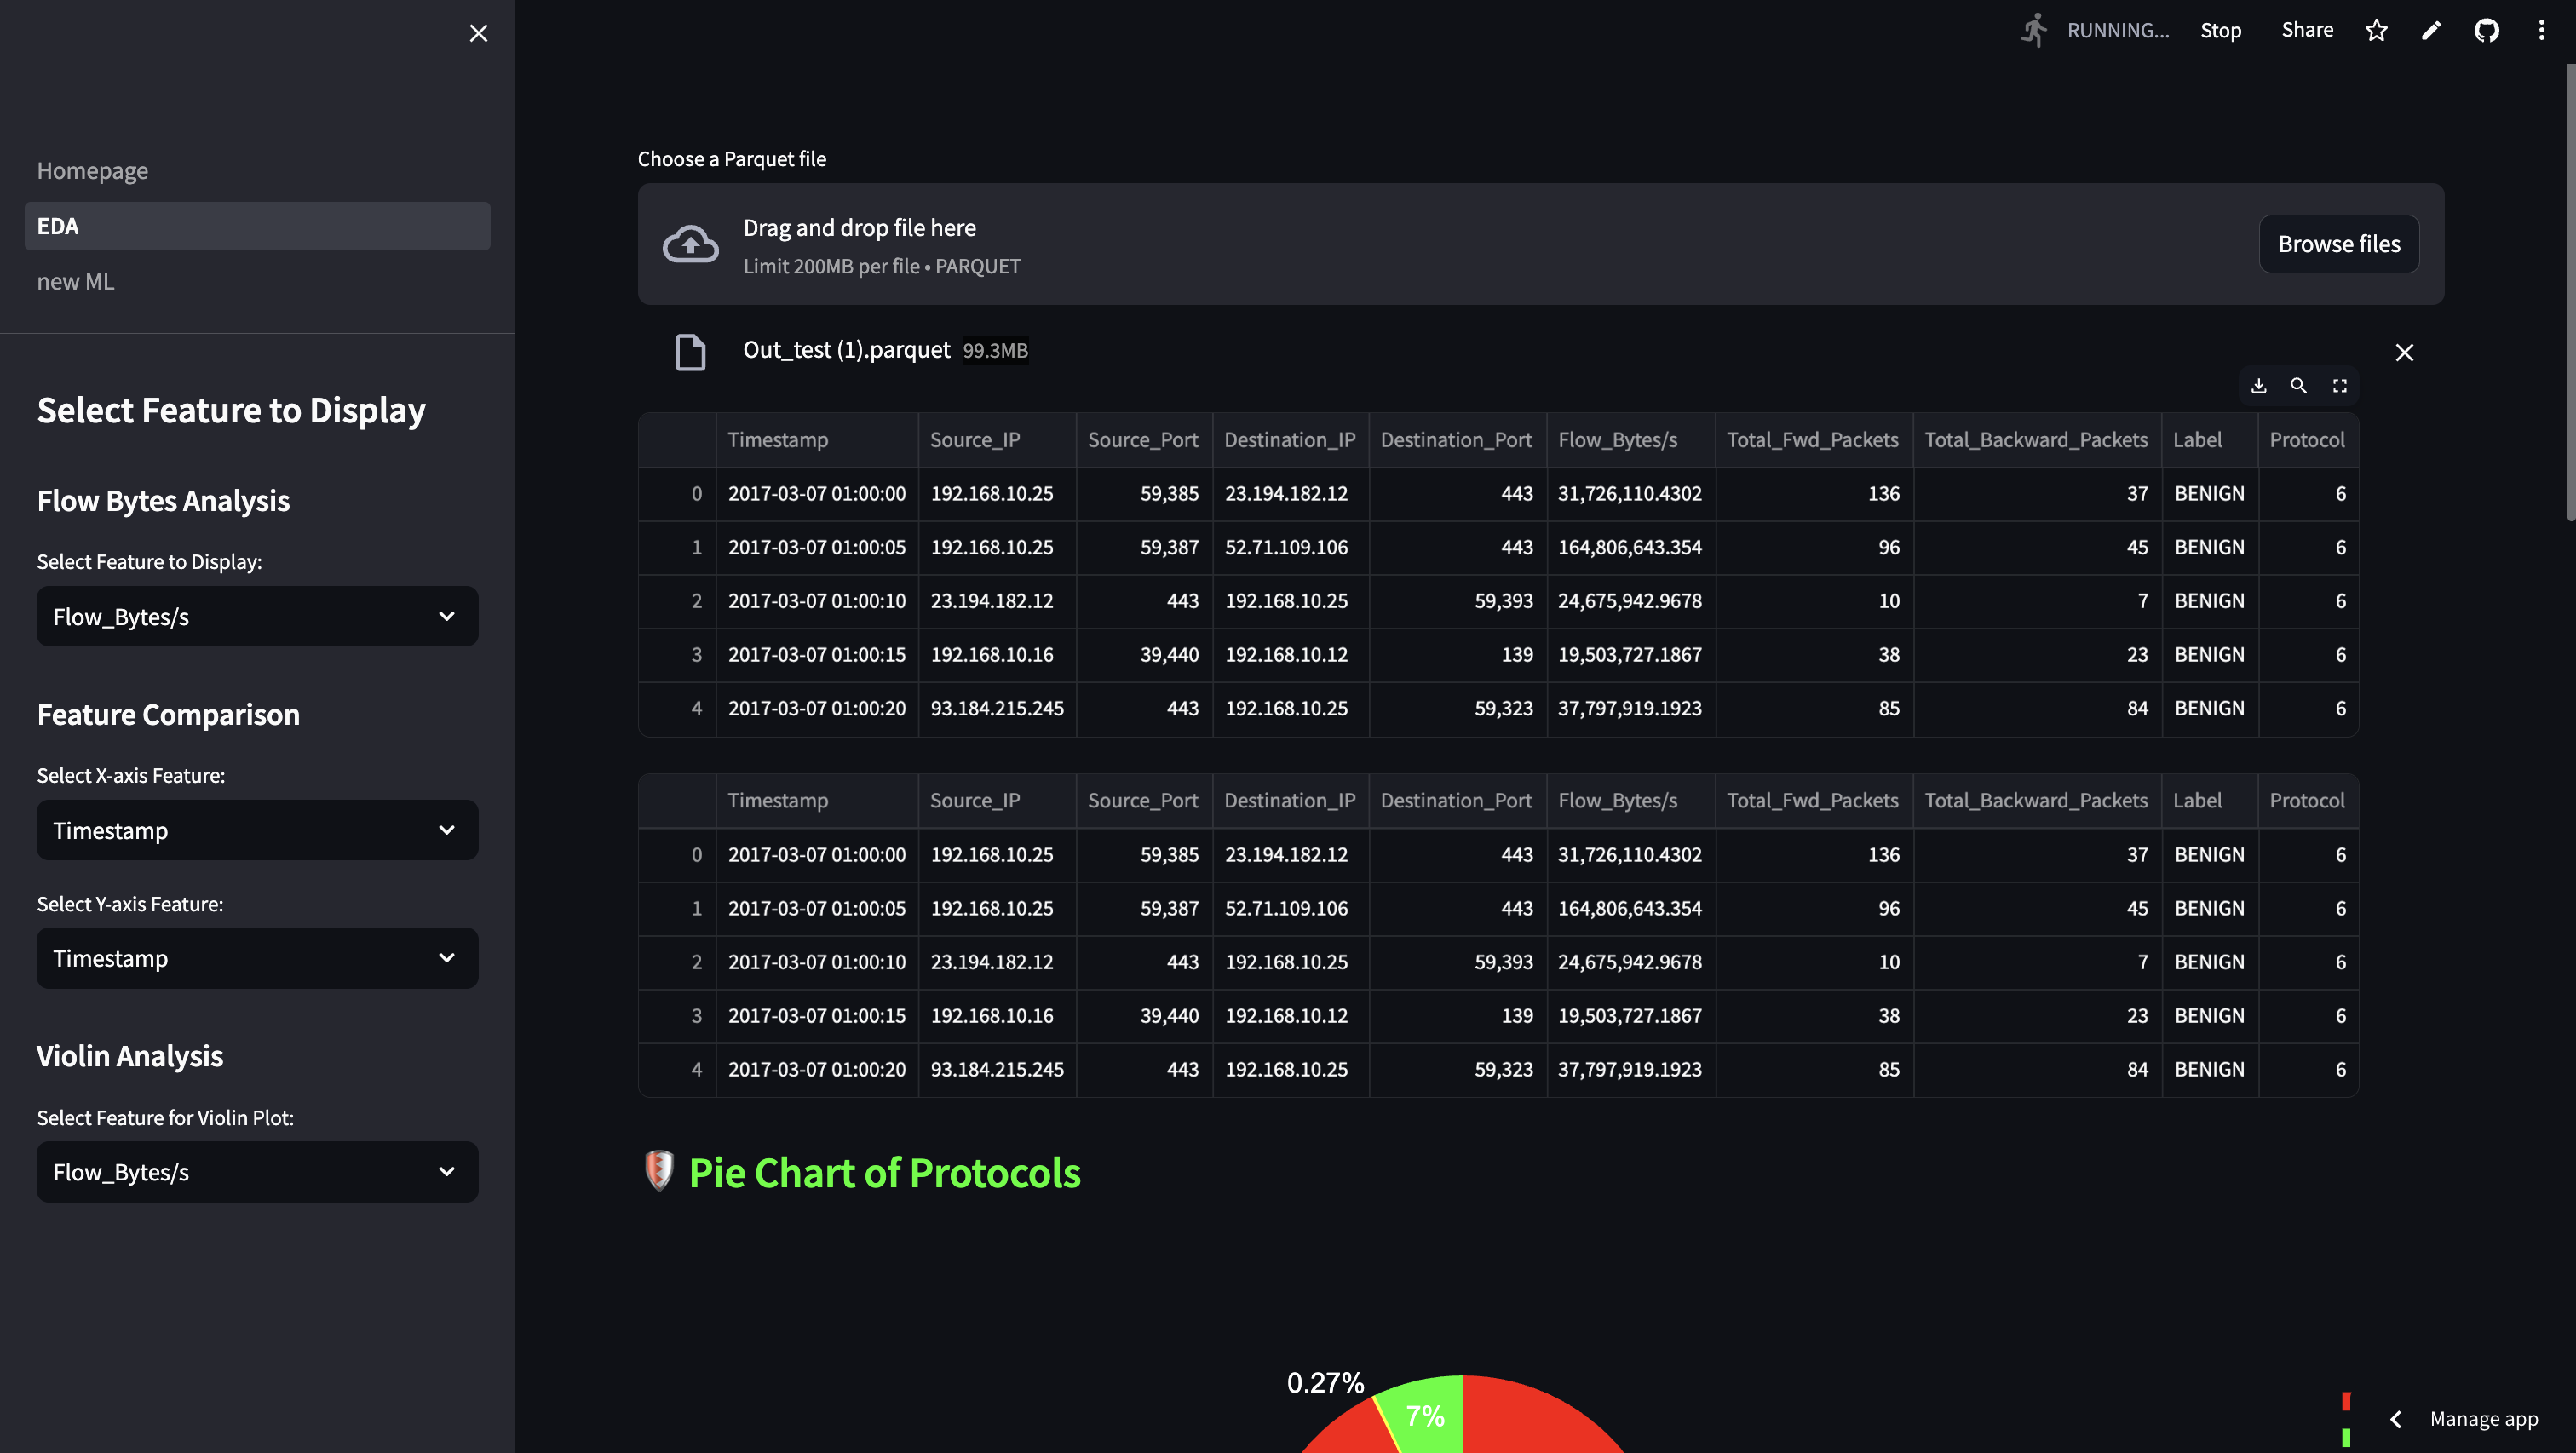 RUNNING... Stop Share
Homepage
EDA
new ML
Select Feature to Display
Flow Bytes Analysis
Select Feature to Display:
Flow_Bytes/s
Feature Comparison
Select X-axis Feature:
Timestamp
Select Y-axis Feature:
Timestamp
Violin Analysis
Select Feature for Violin Plot:
Flow_Bytes/s
Choose a Parquet file
Drag and drop file here
Limit 200MB per file • PARQUET
Browse files
Out_test (1).parquet 99.3MB
Timestamp Source_IP Source_Port Destination_IP Destination_Port Flow_Bytes/s Total_Fwd_Packets Total_Backward_Packets Label Protocol
0 2017-03-07 01:00:00 192.168.10.25 59,385 23.194.182.12 443 31,726,110.4302 136 37 BENIGN 6
1 2017-03-07 01:00:05 192.168.10.25 59,387 52.71.109.106 443 164,806,643.354 96 45 BENIGN 6
2 2017-03-07 01:00:10 23.194.182.12 443 192.168.10.25 59,393 24,675,942.9678 10 7 BENIGN 6
3 2017-03-07 01:00:15 192.168.10.16 39,440 192.168.10.12 139 19,503,727.1867 38 23 BENIGN 6
4 2017-03-07 01:00:20 93.184.215.245 443 192.168.10.25 59,323 37,797,919.1923 85 84 BENIGN 6
Timestamp Source_IP Source_Port Destination_IP Destination_Port Flow_Bytes/s Total_Fwd_Packets Total_Backward_Packets Label Protocol
0 2017-03-07 01:00:00 192.168.10.25 59,385 23.194.182.12 443 31,726,110.4302 136 37 BENIGN 6
1 2017-03-07 01:00:05 192.168.10.25 59,387 52.71.109.106 443 164,806,643.354 96 45 BENIGN 6
2 2017-03-07 01:00:10 23.194.182.12 443 192.168.10.25 59,393 24,675,942.9678 10 7 BENIGN 6
3 2017-03-07 01:00:15 192.168.10.16 39,440 192.168.10.12 139 19,503,727.1867 38 23 BENIGN 6
4 2017-03-07 01:00:20 93.184.215.245 443 192.168.10.25 59,323 37,797,919.1923 85 84 BENIGN 6
Pie Chart of Protocols
0.27%
7%
Manage app